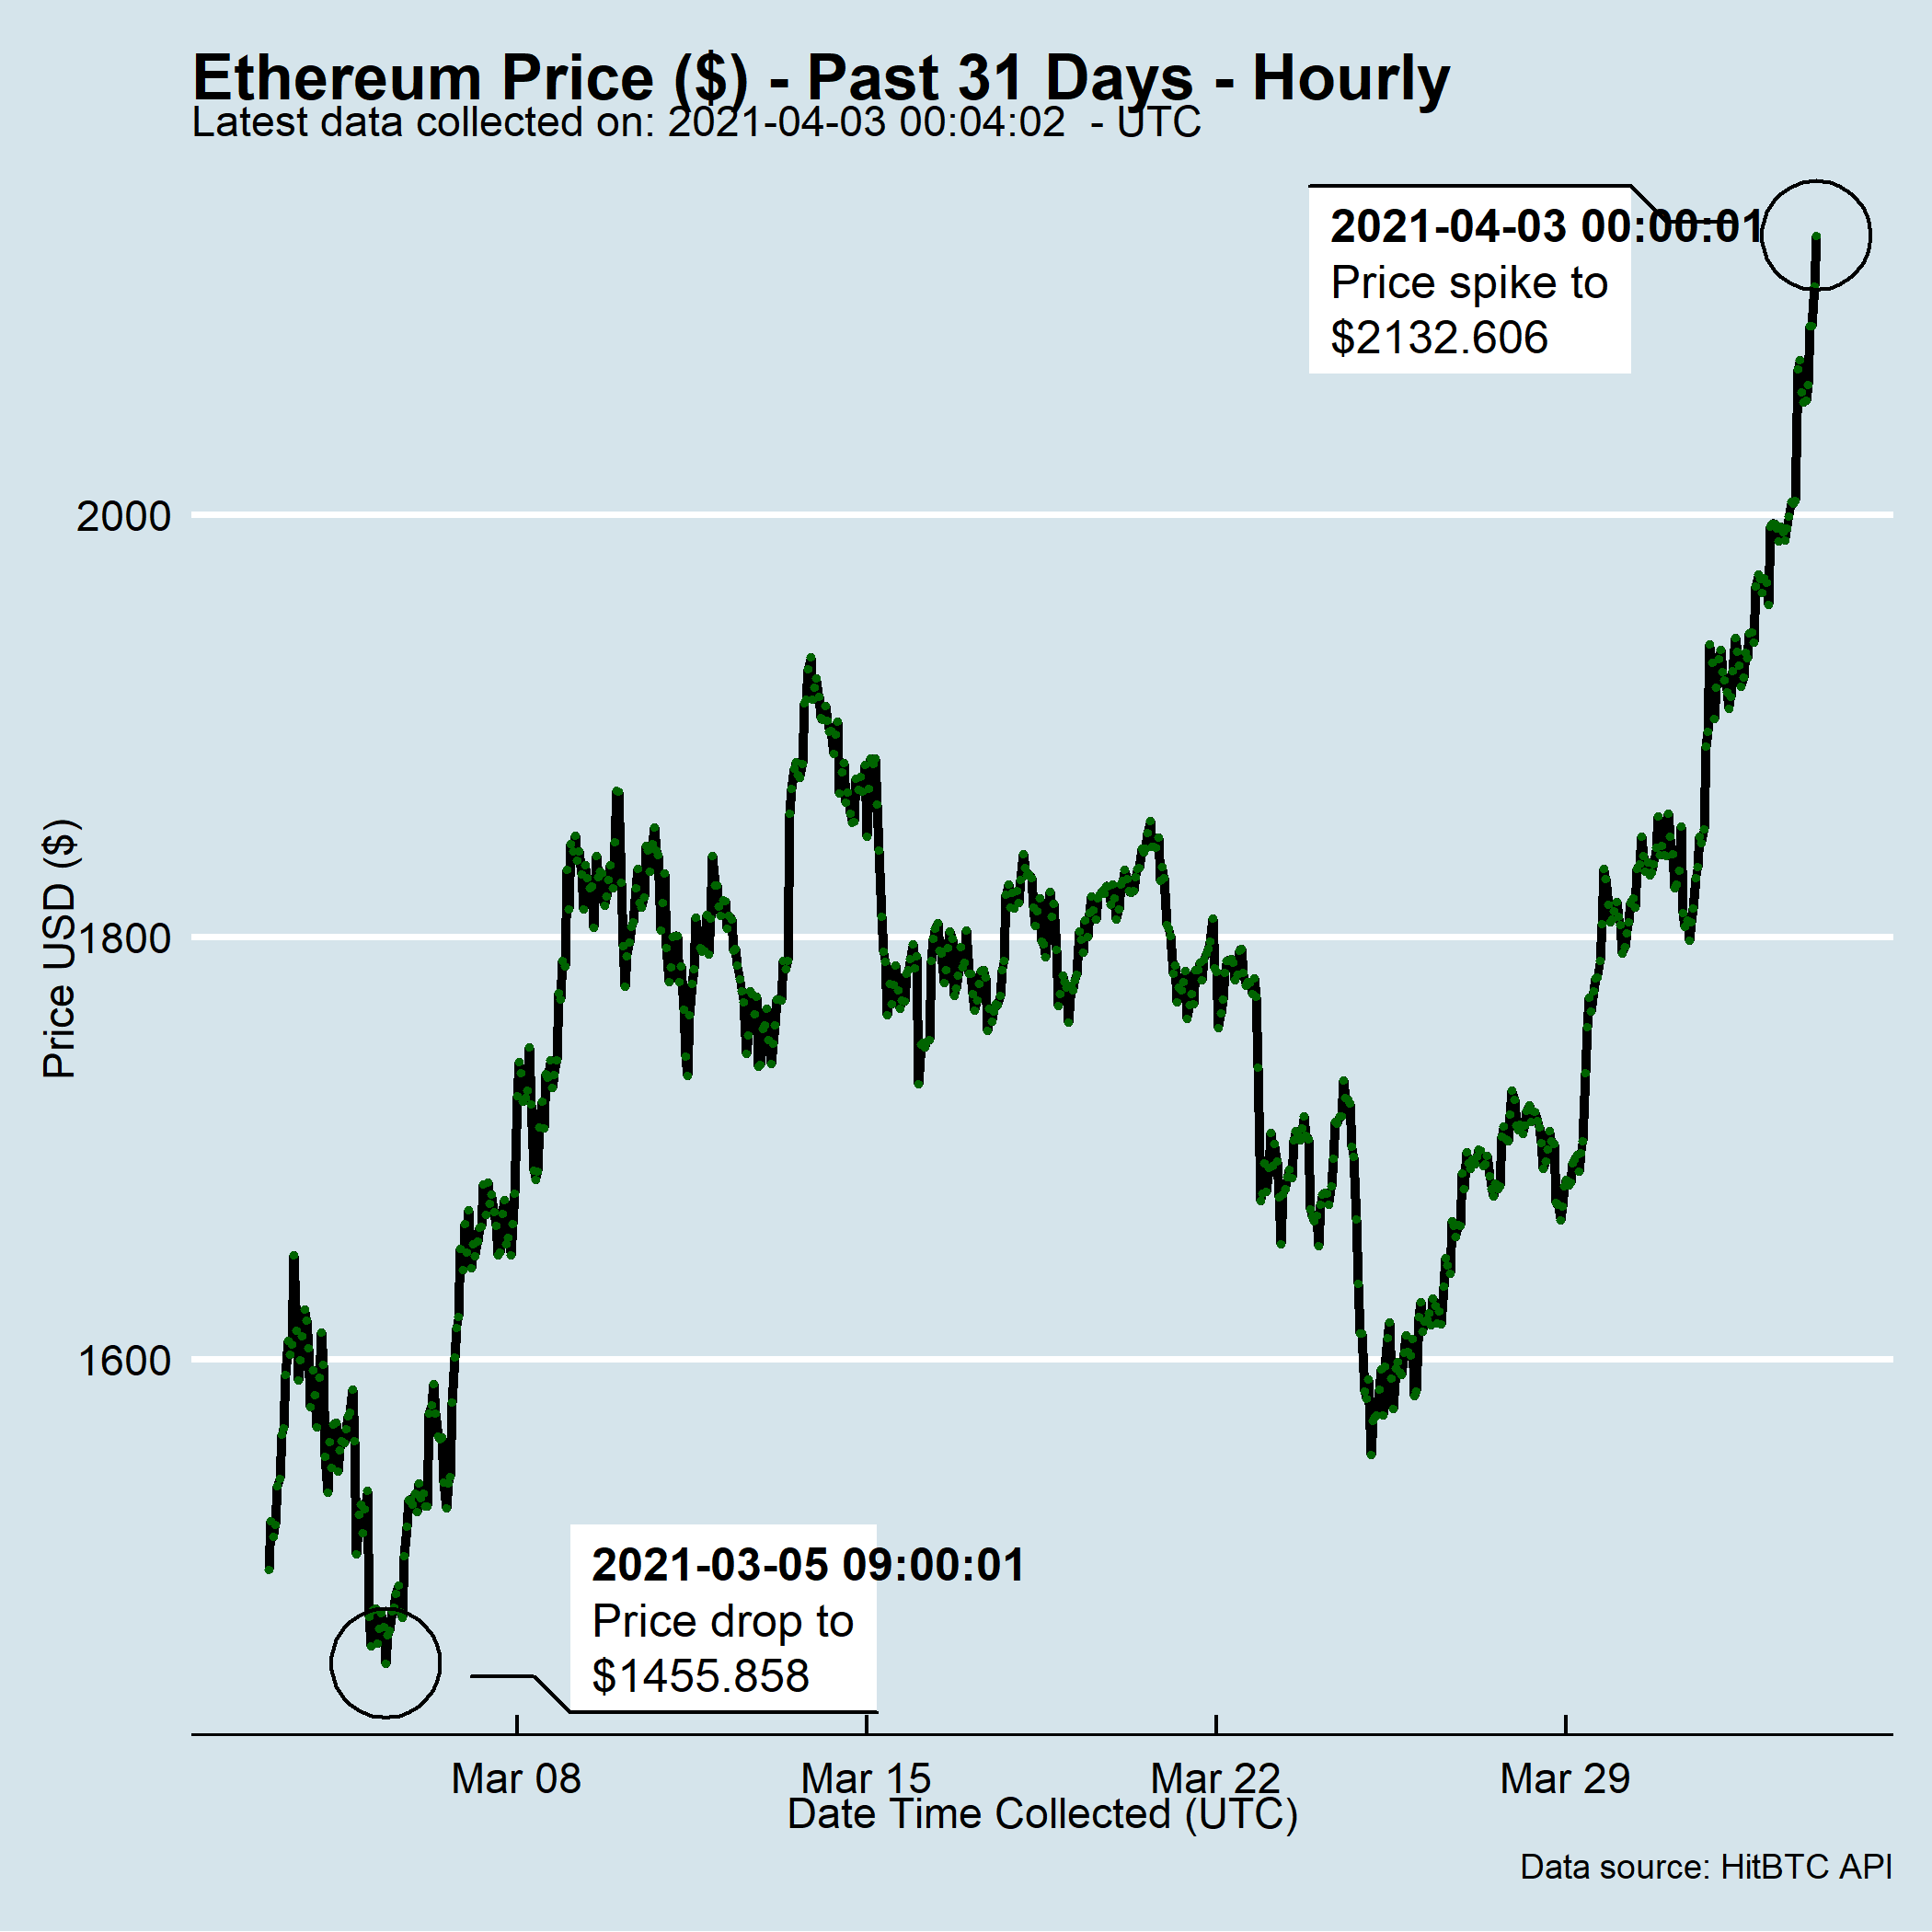 Ethereum Price ($) - Past 31 Days - Hourly
Latest data collected on: 2021-04-03 00:04:02  - UTC
2021-04-03 00:00:01
Price spike to
$2132.606
2000
1800
1600
Price USD ($)
2021-03-05 09:00:01
Price drop to
$1455.858
Mar 08
Mar 15
Mar 22
Mar 29
Date Time Collected (UTC)
Data source: HitBTC API